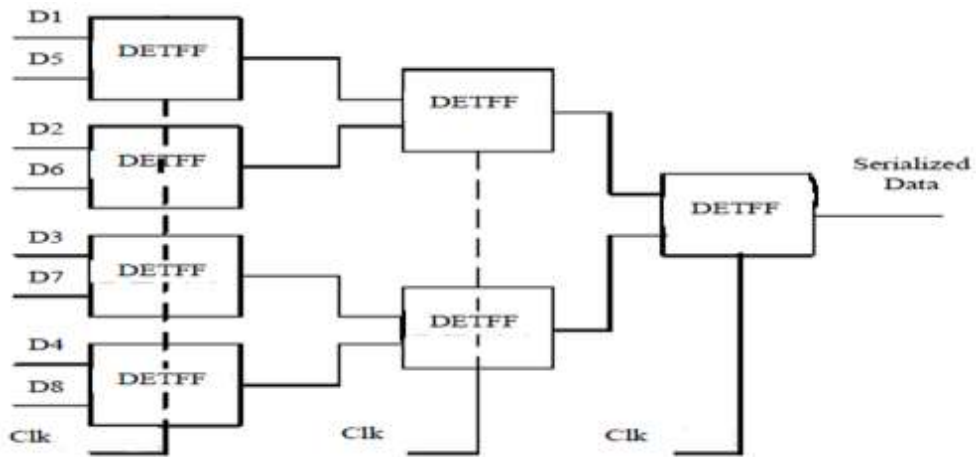 D1
DETFF
D5
DETFF
D2
DETFF
D6
Serialized
Data
DETFF
D3
DETFF
D7
DETFF
D4
DETFF
D8
Clk
Clk
Clk